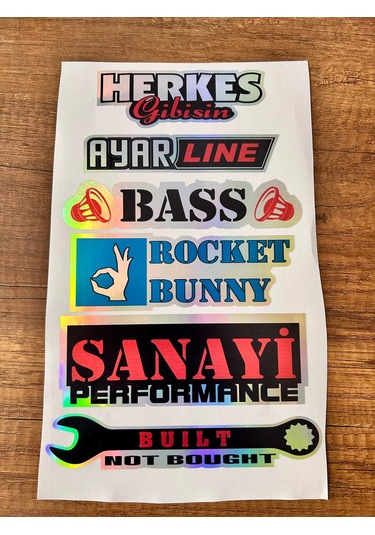 HERKES
Gibisin
AYAR LINE
BASS
ROCKET
BUNNY
SANAYİ
PERFORMANCE
BUILT
NOT BOUGHT